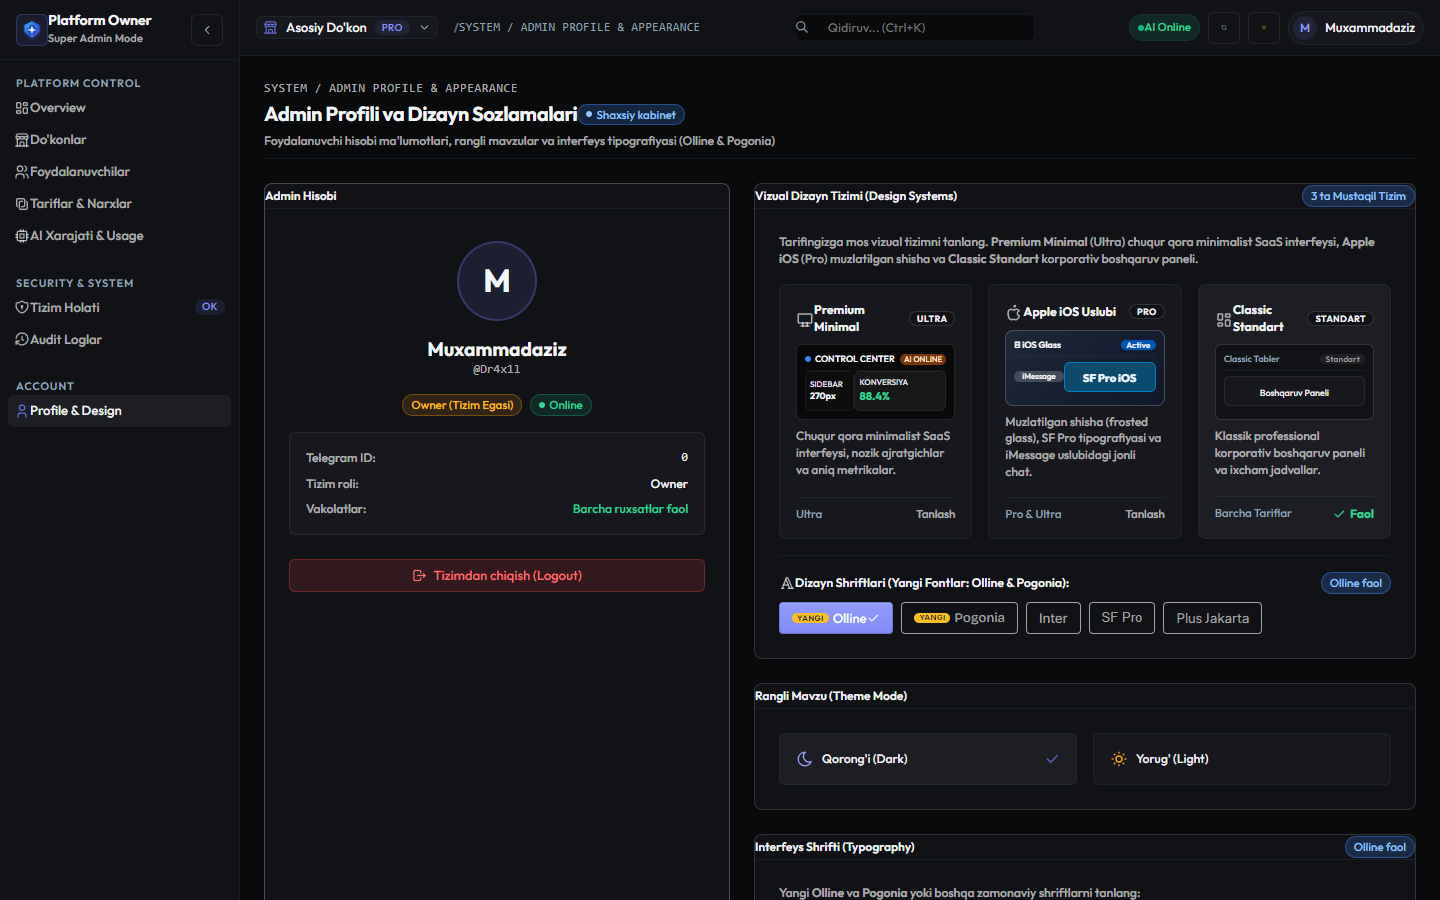 Platform Owner
Super Admin Mode
Asosiy Do'kon PRO
/SYSTEM / ADMIN PROFILE & APPEARANCE
Qidiruv... (Ctrl+K)
AI Online
M Muxammadaziz
PLATFORM CONTROL
Overview
Do'konlar
Foydalanuvchilar
Tariflar & Narxlar
AI Xarajati & Usage
SECURITY & SYSTEM
Tizim Holati OK
Audit Loglar
ACCOUNT
Profile & Design
SYSTEM / ADMIN PROFILE & APPEARANCE
Admin Profili va Dizayn Sozlamalari Shaxsiy kabinet
Foydalanuvchi hisobi ma'lumotlari, rangli mavzular va interfeys tipografiyasi (Olline & Pogonia)
Admin Hisobi
M
Muxammadaziz
@Dr4x1l
Owner (Tizim Egasi) Online
Telegram ID: 0
Tizim roli: Owner
Vakolatlar: Barcha ruxsatlar faol
Tizimdan chiqish (Logout)
Vizual Dizayn Tizimi (Design Systems) 3 ta Mustaqil Tizim
Tarifingizga mos vizual tizimni tanlang. Premium Minimal (Ultra) chuqur qora minimalist SaaS interfeysi, Apple
iOS (Pro) muzlatilgan shisha va Classic Standart korporativ boshqaruv paneli.
Premium
Minimal
ULTRA
CONTROL CENTER AI ONLINE
SIDEBAR
270px
KONVERSIYA
88.4%
Chuqur qora minimalist SaaS
interfeysi, nozik ajratgichlar
va aniq metrikalar.
Ultra Tanlash
Apple iOS Uslubi PRO
iOS Glass Active
iMessage SF Pro iOS
Muzlatilgan shisha (frosted
glass), SF Pro tipografiyasi va
iMessage uslubidagi jonli
chat.
Pro & Ultra Tanlash
Classic
Standart
STANDART
Classic Tabler Standart
Boshqaruv Paneli
Klassik professional
korporativ boshqaruv paneli
va ixcham jadvallar.
Barcha Tariflar Faol
Dizayn Shriftlari (Yangi Fontlar: Olline & Pogonia): Olline faol
YANGI Olline
YANGI Pogonia
Inter
SF Pro
Plus Jakarta
Rangli Mavzu (Theme Mode)
Qorong'i (Dark)
Yorug' (Light)
Interfeys Shrifti (Typography) Olline faol
Yangi Olline va Pogonia yoki boshqa zamonaviy shriftlarni tanlang: